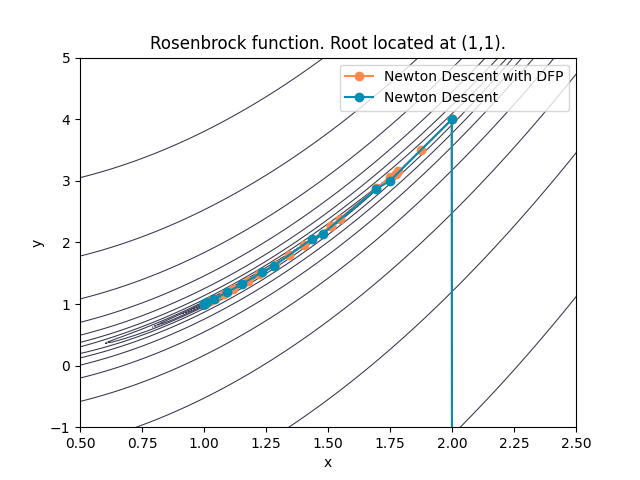 Rosenbrock function. Root located at (1,1).
Newton Descent with DFP
Newton Descent
5
4
3
2
1
0
−1
y
0.50 0.75 1.00 1.25 1.50 1.75 2.00 2.25 2.50
x